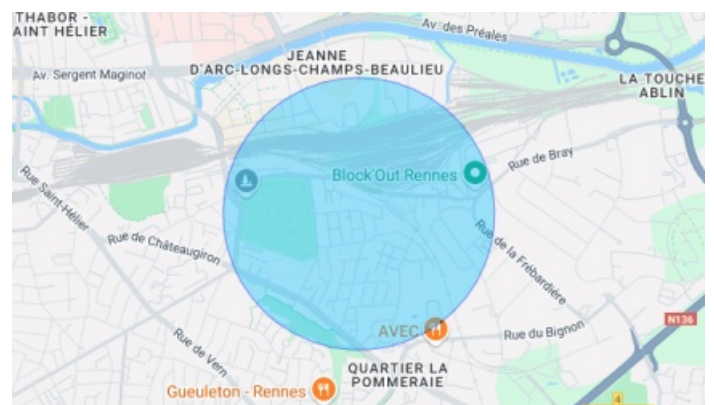 THABOR -
AINT HÉLIER
Av. des Préales
JEANNE
D'ARC-LONGS-CHAMPS-BEAULIEU
Av. Sergent Maginot
LA TOUCHE
ABLIN
Rue de Bray
Block'Out Rennes
Rue Saint-Hélier
Rue de Châteaugiron
Rue de la Frébardière
N136
AVEC
Rue du Bignon
Rue de Vern
QUARTIER LA
POMMERAIE
Gueuleton - Rennes
4